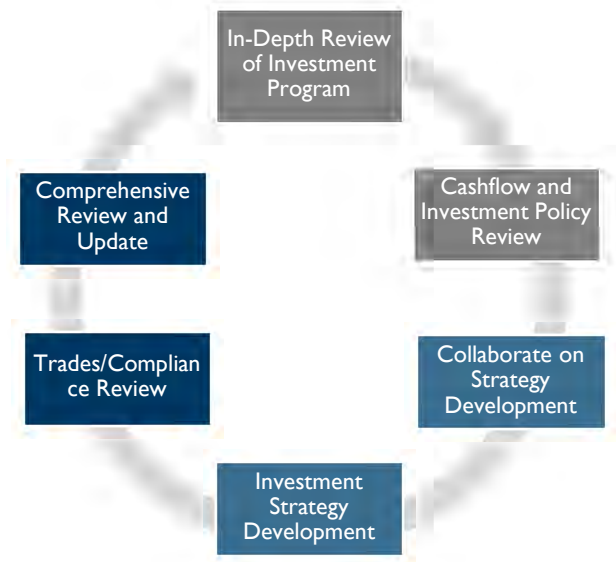 In-Depth Review
of Investment
Program
Cashflow and
Investment Policy
Review
Collaborate on
Strategy
Development
Investment
Strategy
Development
Trades/Complian
ce Review
Comprehensive
Review and
Update